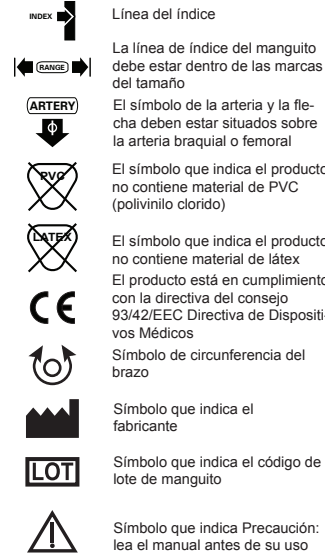 INDEX
Línea del índice
La línea de índice del manguito
(RANGE)
debe estar dentro de las marcas
del tamaño
(ARTERY)
El símbolo de la arteria y la fle-
cha deben estar situados sobre
la arteria braquial o femoral
Φ
El símbolo que indica el producto
PVC
no contiene material de PVC
(polivinilo clorido)
LATEX
El símbolo que indica el producto
no contiene material de látex
El producto está en cumplimiento
con la directiva del consejo
CE
93/42/EEC Directiva de Dispositi-
vos Médicos
Símbolo de circunferencia del
brazo
Símbolo que indica el
fabricante
LOT
Símbolo que indica el código de
lote de manguito
Símbolo que indica Precaución:
lea el manual antes de su uso